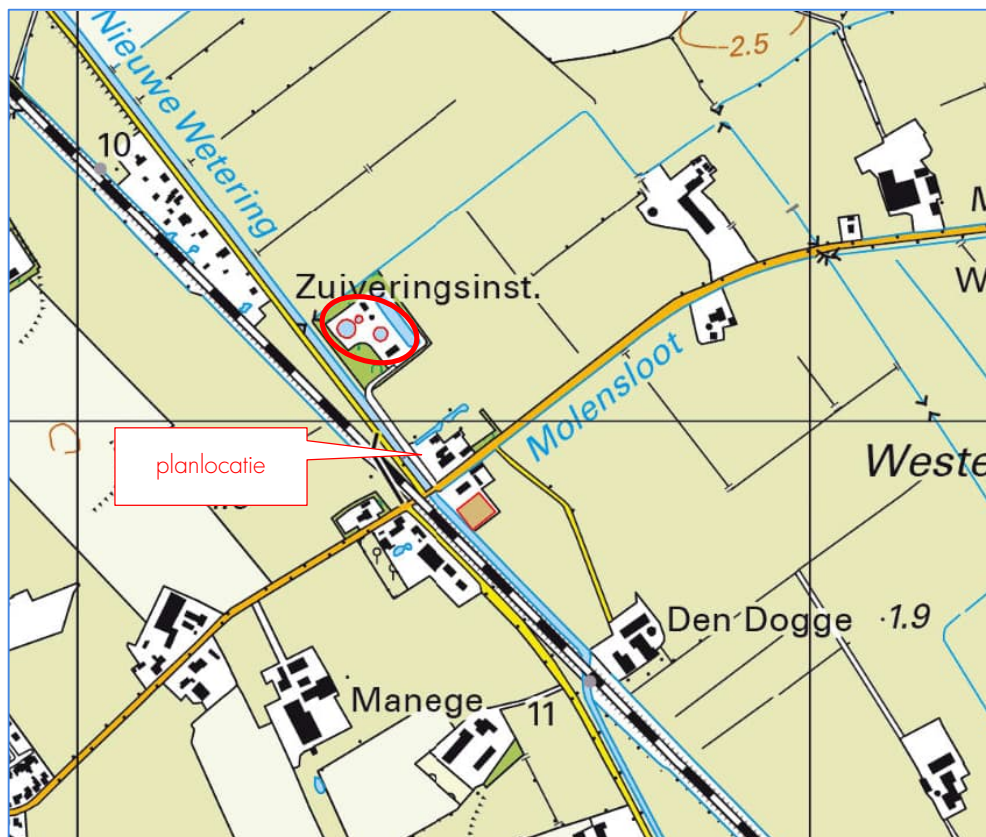 Nieuwe Wetering
-2.5
10
Zuiveringsinst.
Molensloot
planlocatie
Weste
Den Dogge
·1.9
Manege
11
M
W